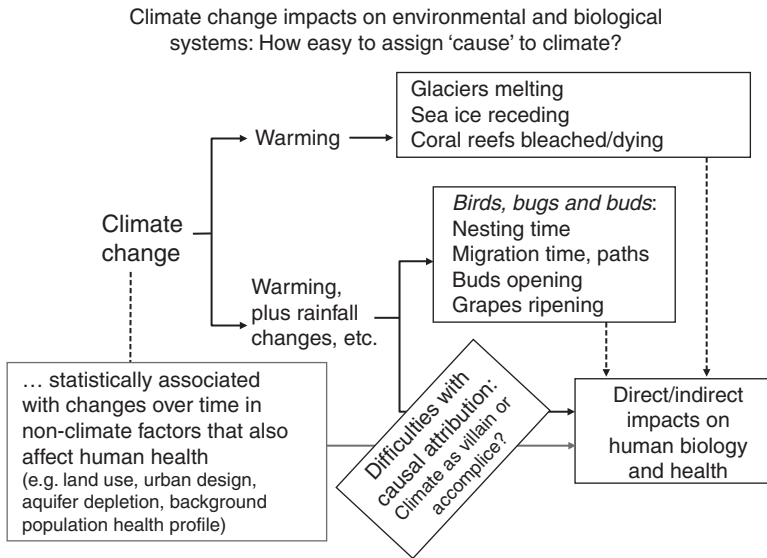 Climate change impacts on environmental and biological
systems: How easy to assign ‘cause’ to climate?
Glaciers melting
Sea ice receding
Coral reefs bleached/dying
Warming
Climate
change
Birds, bugs and buds:
Nesting time
Migration time, paths
Buds opening
Grapes ripening
Warming,
plus rainfall
changes, etc.
… statistically associated
with changes over time in
non-climate factors that also
affect human health
(e.g. land use, urban design,
aquifer depletion, background
population health profile)
Difficulties with
causal attribution:
Climate as villain or
accomplice?
Direct/indirect
impacts on
human biology
and health